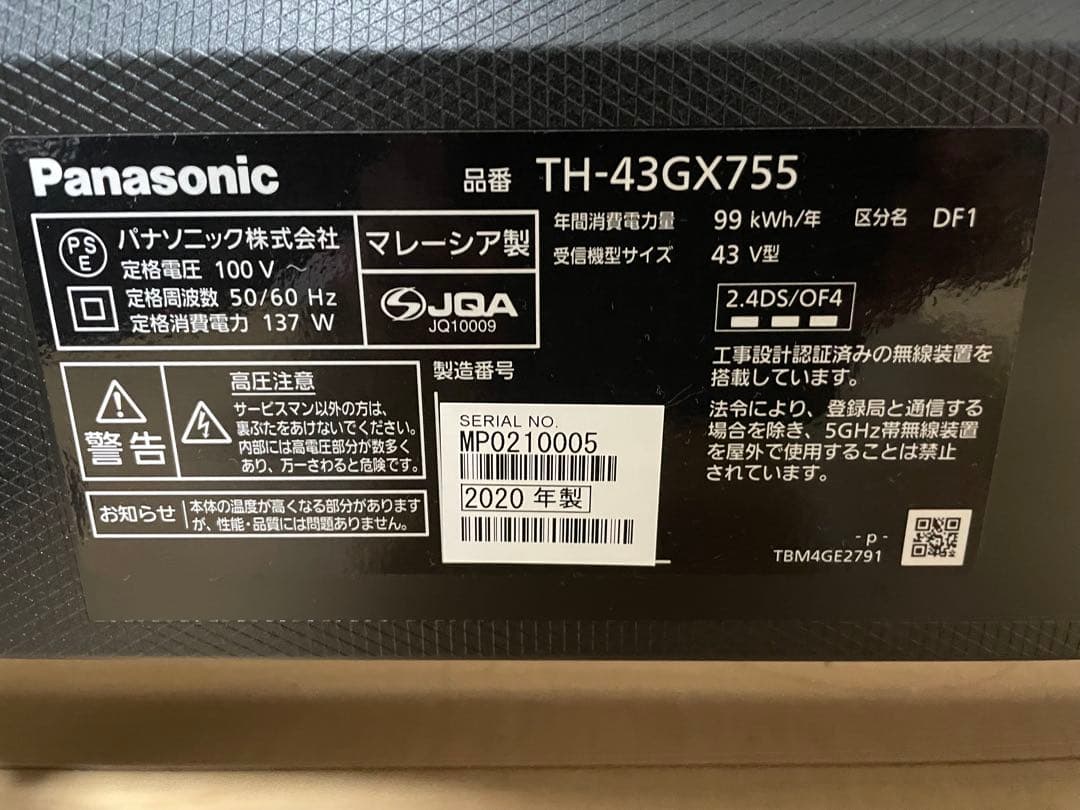 Panasonic
品番 TH-43GX755
年間消費電力量 99 kWh/年 区分名 DF1
受信機型サイズ 43 V型
2.4DS/OF4
工事設計認証済みの無線装置を
搭載しています。
法令により、登録局と通信する
場合を除き、5GHz帯無線装置
を屋外で使用することは禁止
されています。
PSE
パナソニック株式会社
定格電圧 100 V ～
定格周波数 50/60 Hz
定格消費電力 137 W
マレーシア製
JQA
JQ10009
警告
高圧注意
サービスマン以外の方は、
裏ぶたをあけないでください。
内部には高電圧部分が数多く
あり、万一さわると危険です。
お知らせ
本体の温度が高くなる部分があります
が、性能・品質には問題ありません。
製造番号
SERIAL NO.
MP0210005
2020 年製
- p -
TBM4GE2791